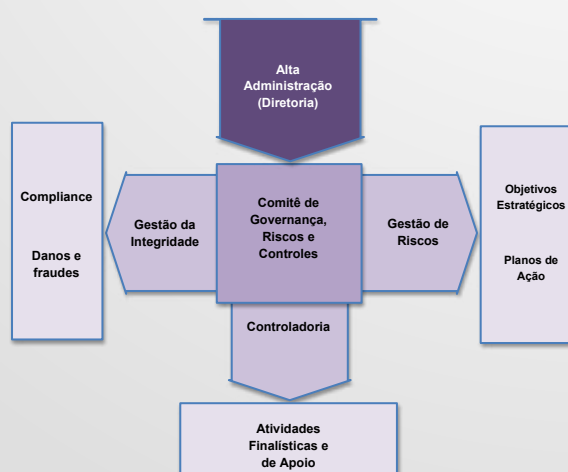 Alta
Administração
(Diretoria)
Compliance
Danos e
fraudes
Gestão da
Integridade
Comitê de
Governança,
Riscos e
Controles
Gestão de
Riscos
Objetivos
Estratégicos
Planos de
Ação
Controladoria
Atividades
Finalísticas e
de Apoio